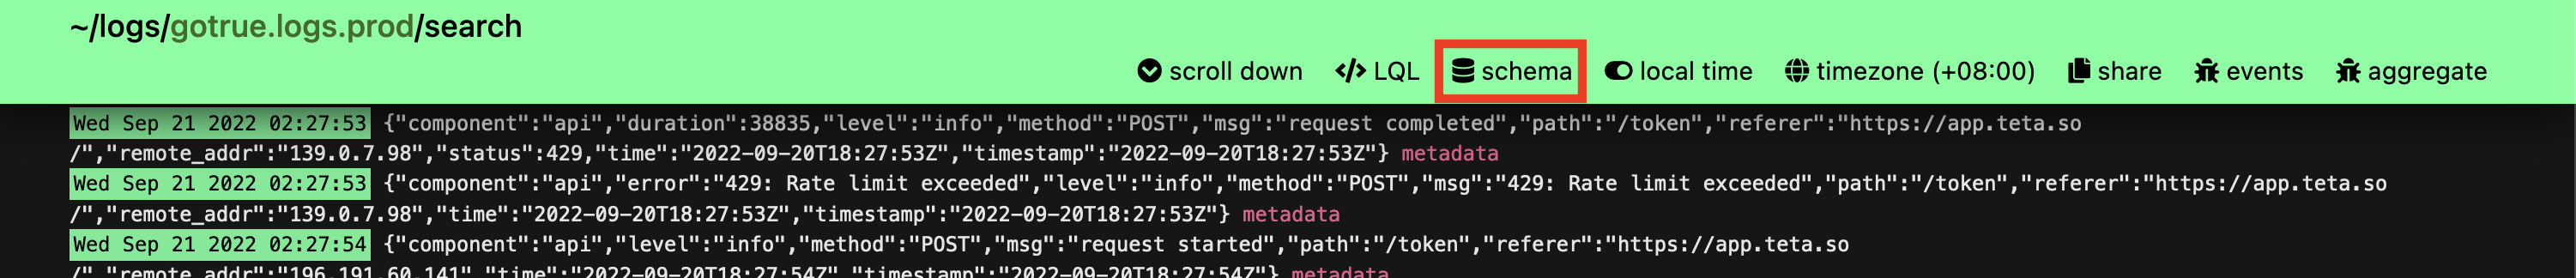 ~/logs/gotrue.logs.prod/search
scroll down </> LQL schema local time timezone (+08:00) share events aggregate
Wed Sep 21 2022 02:27:53 {"component":"api","duration":38835,"level":"info","method":"POST","msg":"request completed","path":"/token","referer":"https://app.teta.so
/","remote_addr":"139.0.7.98","status":429,"time":"2022-09-20T18:27:53Z","timestamp":"2022-09-20T18:27:53Z"} metadata
Wed Sep 21 2022 02:27:53 {"component":"api","error":"429: Rate limit exceeded","level":"info","method":"POST","msg":"429: Rate limit exceeded","path":"/token","referer":"https://app.teta.so
/","remote_addr":"139.0.7.98","time":"2022-09-20T18:27:53Z","timestamp":"2022-09-20T18:27:53Z"} metadata
Wed Sep 21 2022 02:27:54 {"component":"api","level":"info","method":"POST","msg":"request started","path":"/token","referer":"https://app.teta.so
/","remote_addr":"196.191.60.141","time":"2022-09-20T18:27:54Z","timestamp":"2022-09-20T18:27:54Z"} metadata